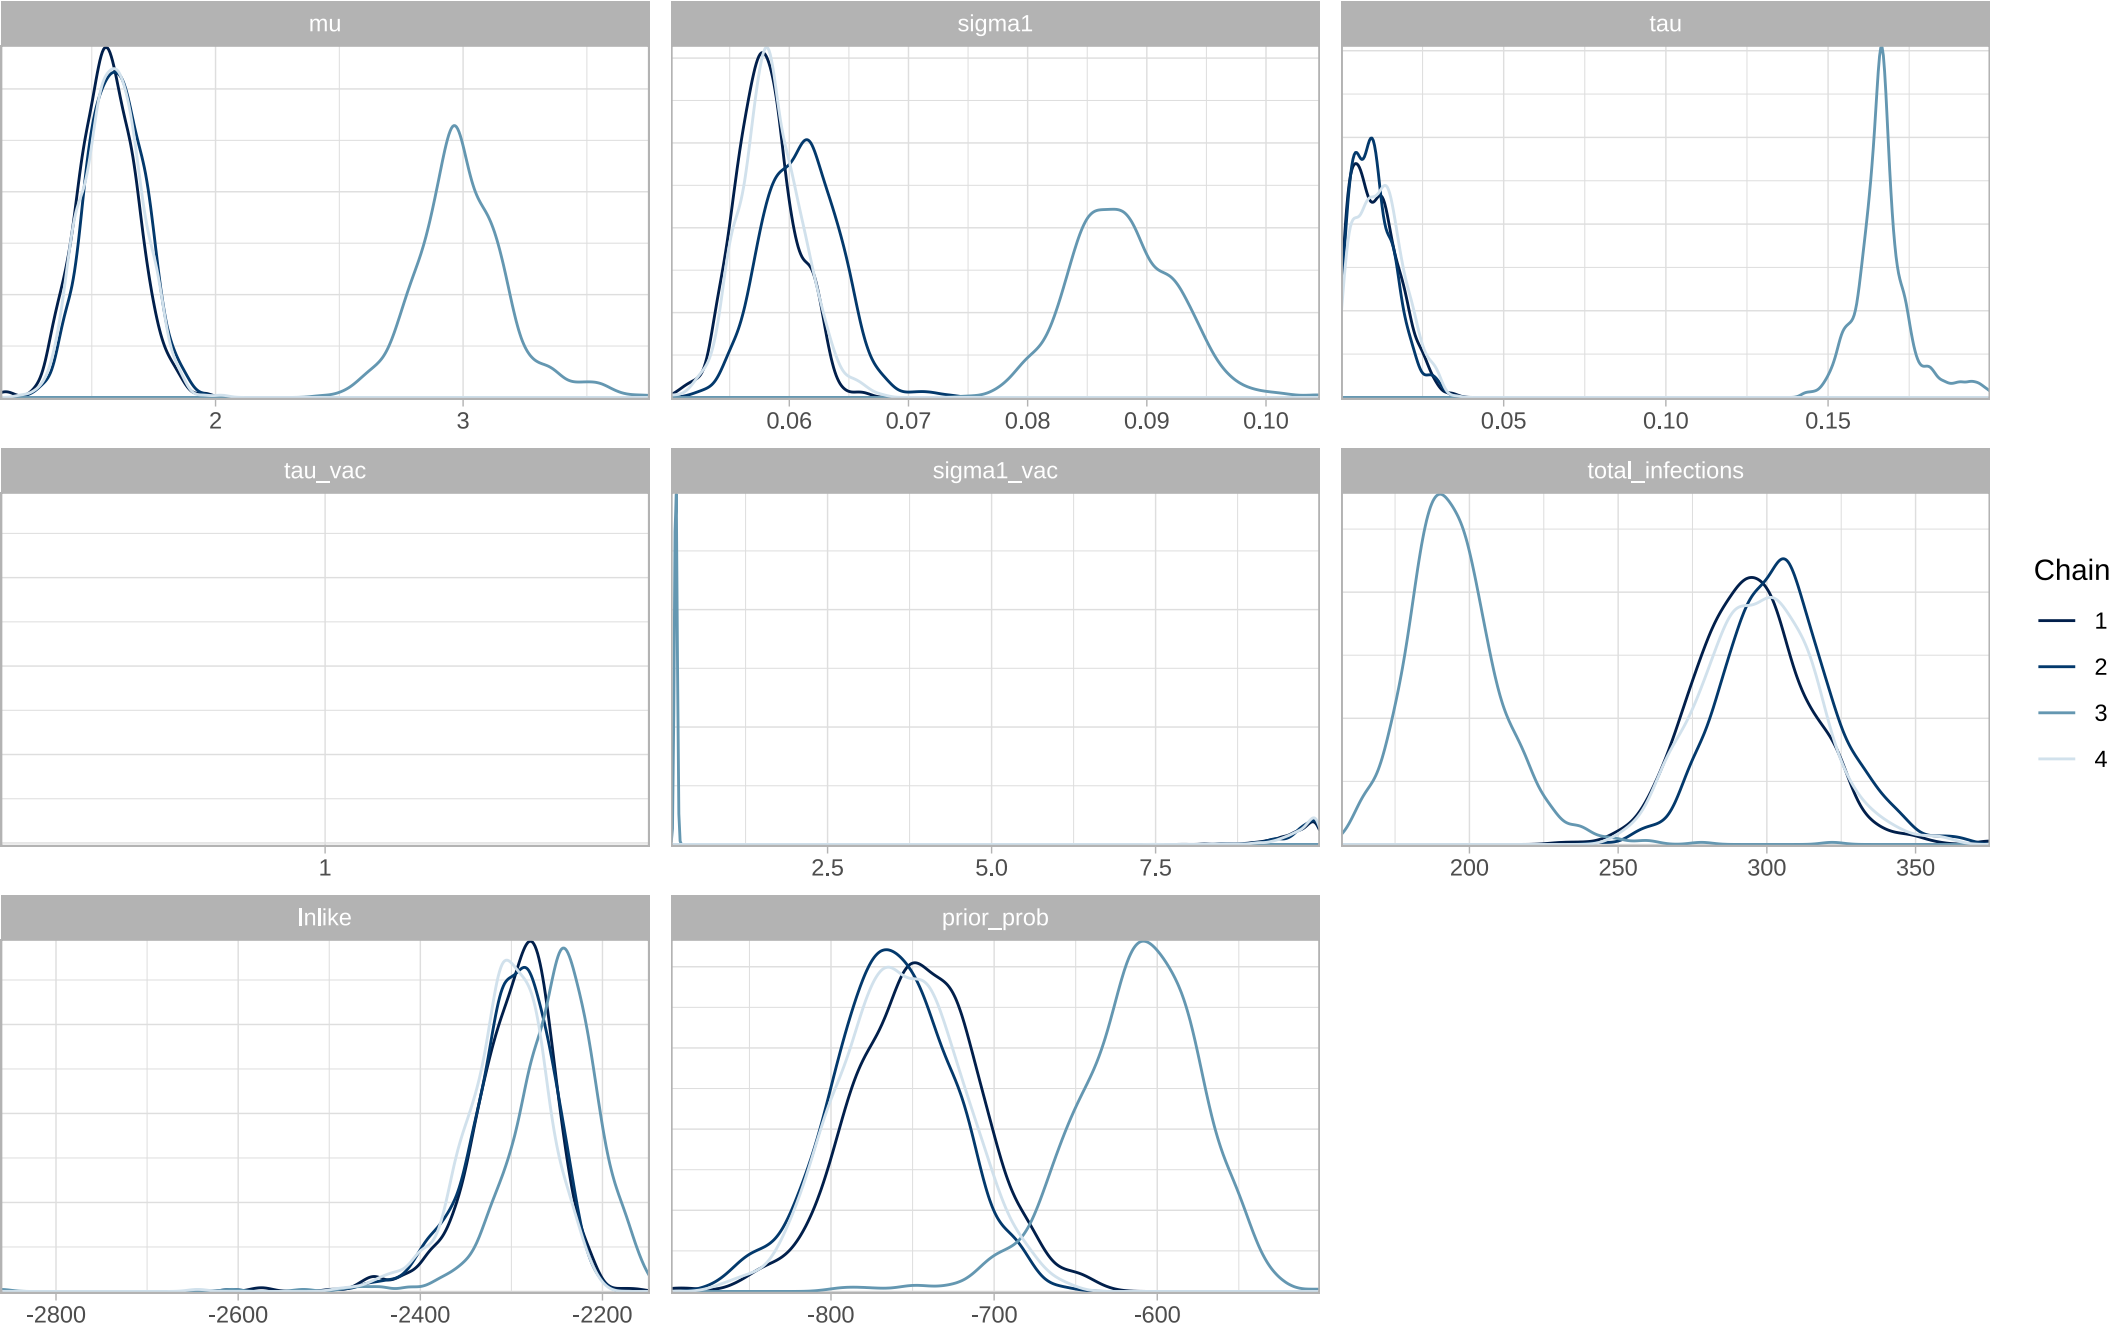 mu sigma1 tau
2 3 0.06 0.07 0.08 0.09 0.10 0.05 0.10 0.15
tau_vac sigma1_vac total_infections
1 2.5 5.0 7.5 200 250 300 350
Chain
1
2
3
4
lnlike prior_prob
-2800 -2600 -2400 -2200 -800 -700 -600